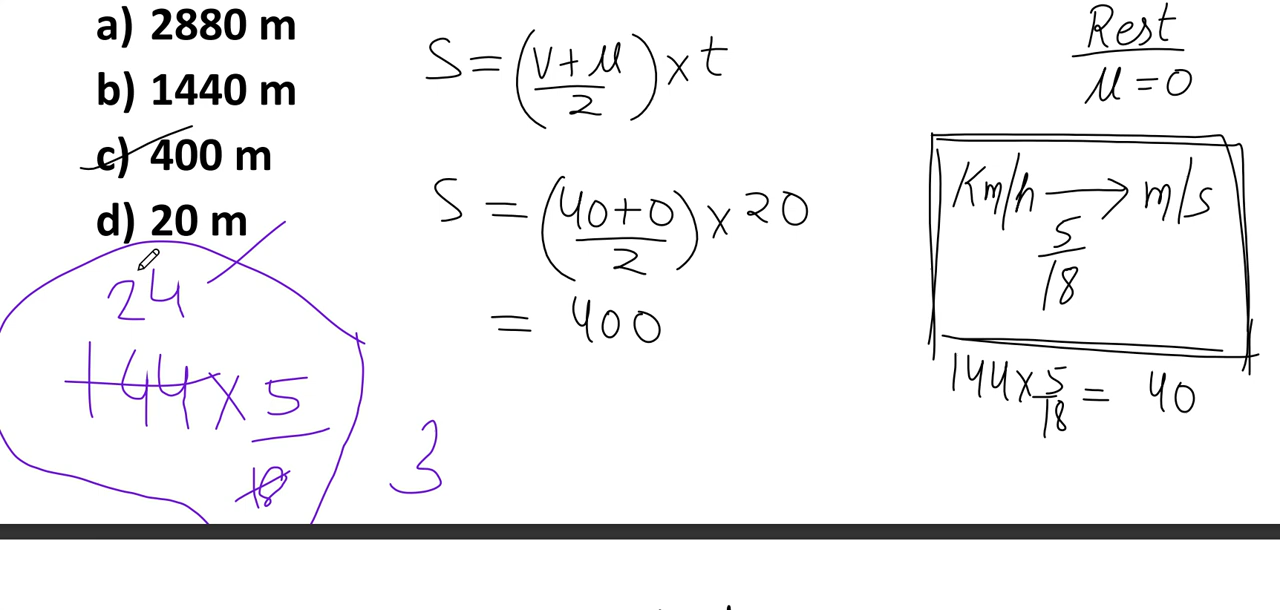 a) 2880 m
b) 1440 m
c) 400 m
d) 20 m
S = (v+u/2) × t
S = (40+0/2) × 20
= 400
Rest
u = 0
Km/h → m/s
5/18
144 × 5/18 = 40
24
144 × 5/18
3